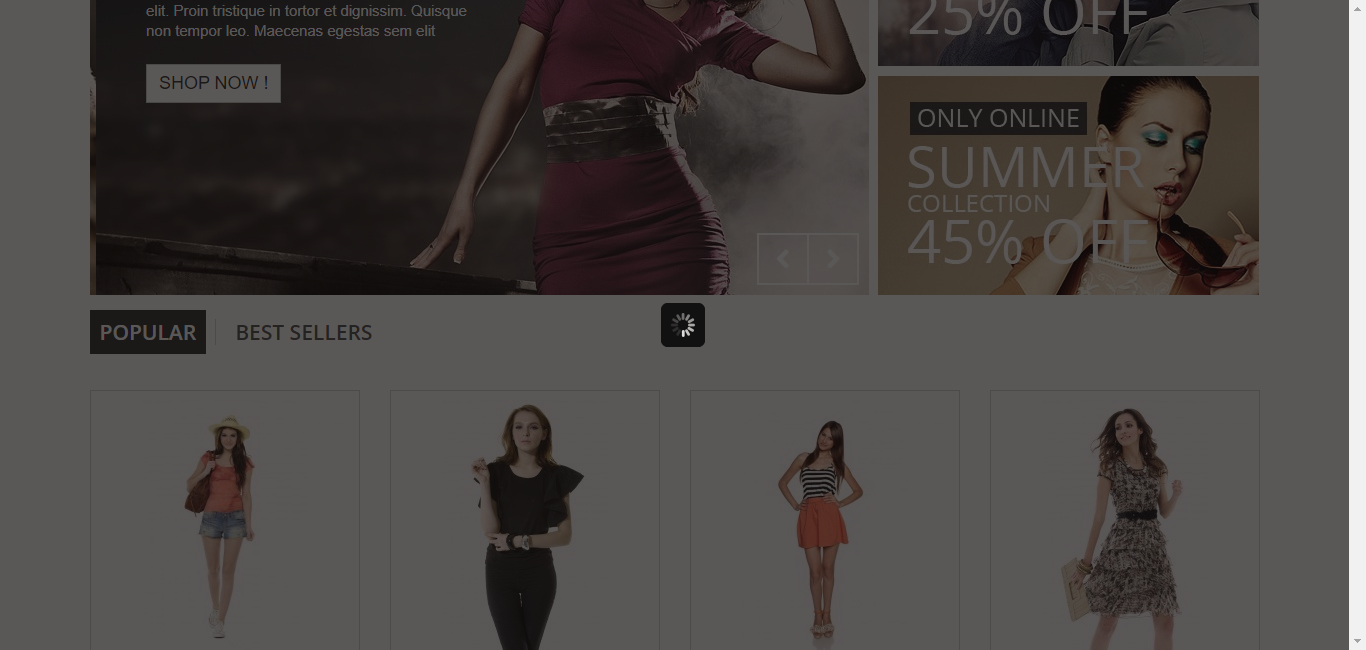 elit. Proin tristique in tortor et dignissim. Quisque
non tempor leo. Maecenas egestas sem elit
SHOP NOW !
25% OFF
ONLY ONLINE
SUMMER
COLLECTION
45% OFF
POPULAR
BEST SELLERS